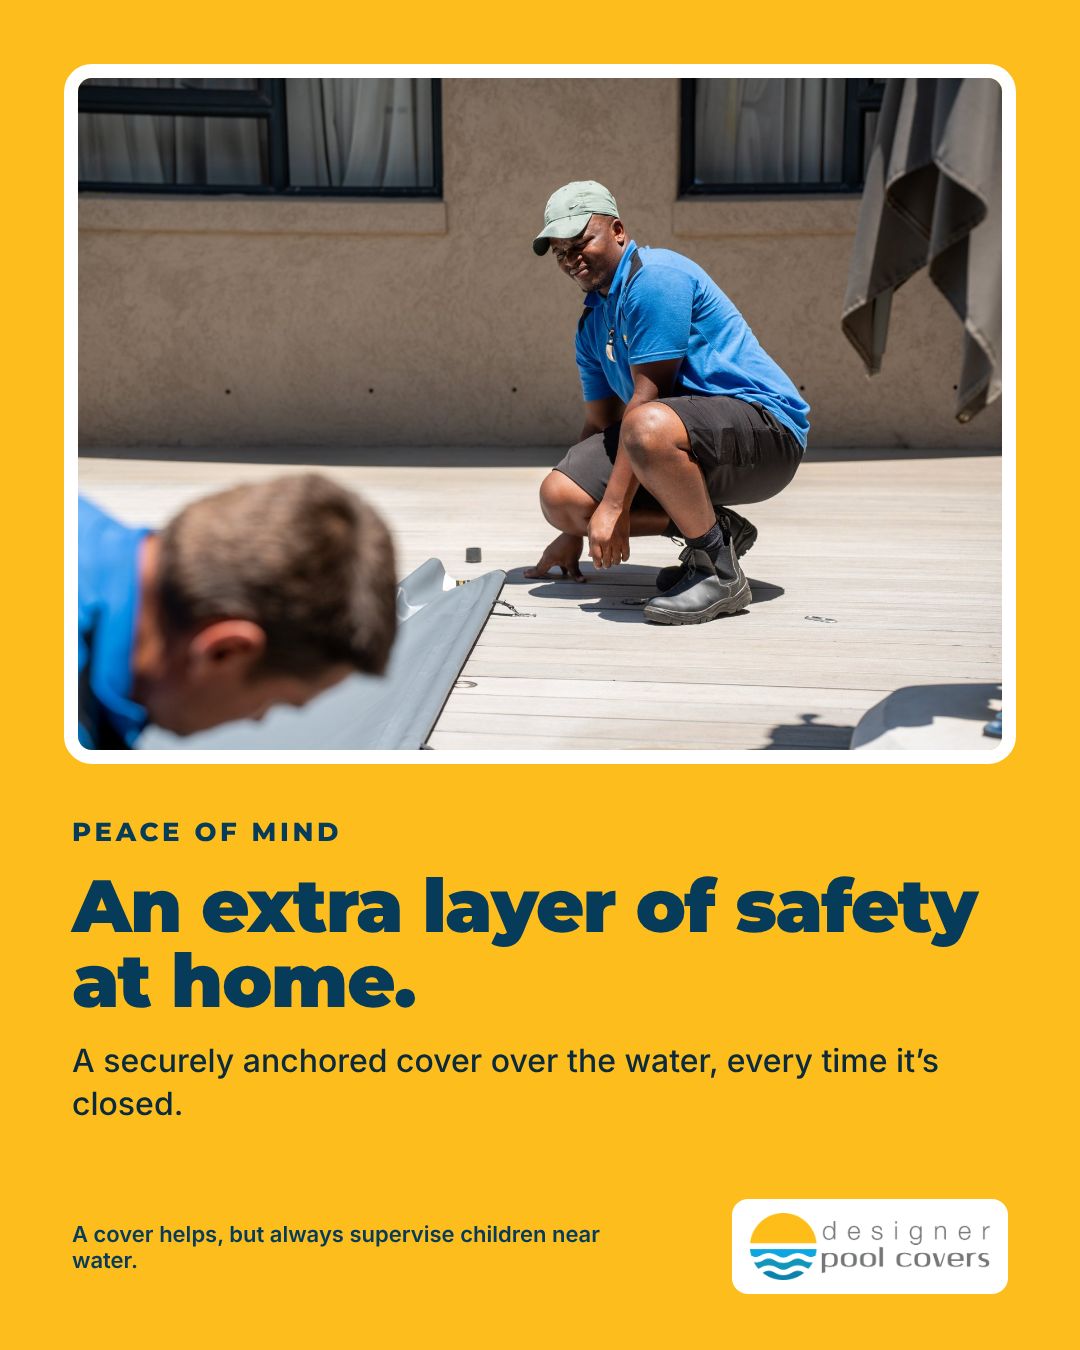 PEACE OF MIND
An extra layer of safety
at home.
A securely anchored cover over the water, every time it’s
closed.
A cover helps, but always supervise children near
water.
designer
pool covers